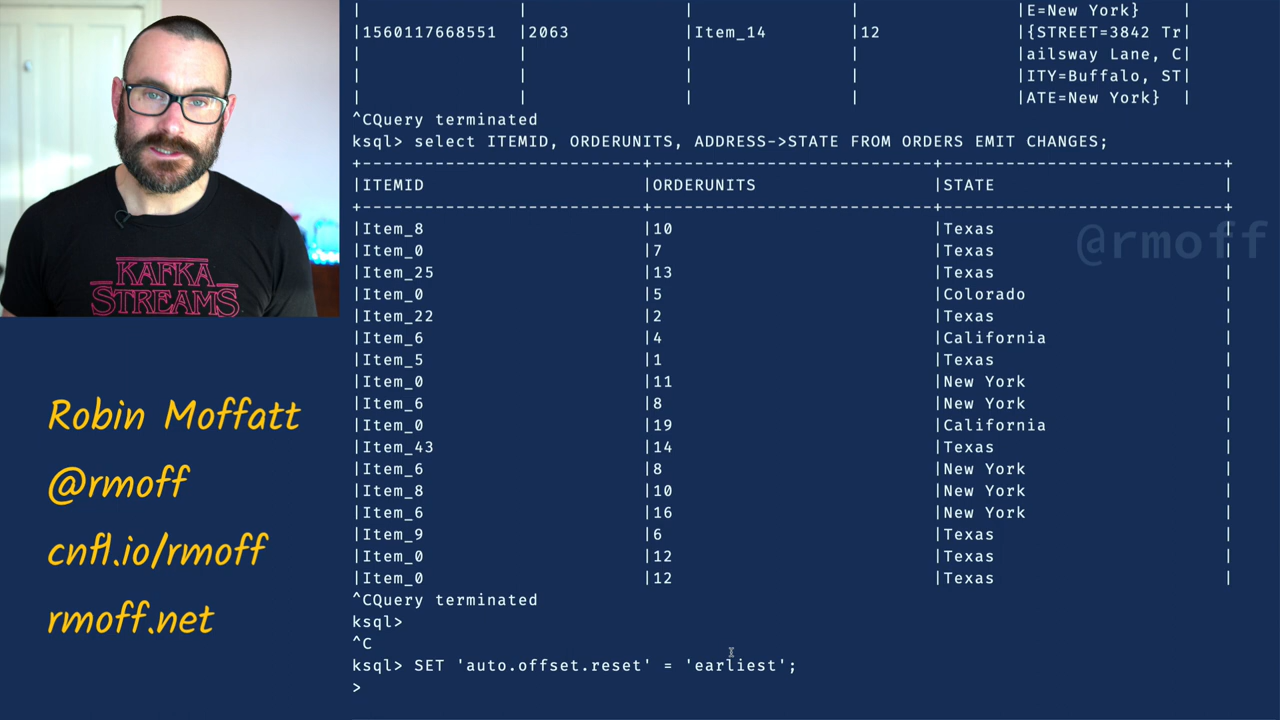 | | | | |E=New York} |
|1560117668551 |2063 |Item_14 |12 |{STREET=3842 Tr|
| | | | |ailsway Lane, C|
| | | | |ITY=Buffalo, ST|
| | | | |ATE=New York} |
^CQuery terminated
ksql> select ITEMID, ORDERUNITS, ADDRESS->STATE FROM ORDERS EMIT CHANGES;
+----------------------------+----------------------------+----------------------------+
|ITEMID |ORDERUNITS |STATE |
+----------------------------+----------------------------+----------------------------+
|Item_8 |10 |Texas |
|Item_0 |7 |Texas |
|Item_25 |13 |Texas |
|Item_0 |5 |Colorado |
|Item_22 |2 |Texas |
|Item_6 |4 |California |
|Item_5 |1 |Texas |
|Item_0 |11 |New York |
|Item_6 |8 |New York |
|Item_0 |19 |California |
|Item_43 |14 |Texas |
|Item_6 |8 |New York |
|Item_8 |10 |New York |
|Item_6 |16 |New York |
|Item_9 |6 |Texas |
|Item_0 |12 |Texas |
|Item_0 |12 |Texas |
^CQuery terminated
ksql>
^C
ksql> SET 'auto.offset.reset' = 'earliest';
>
@rmoff
KAFKA
STREAMS
Robin Moffatt
@rmoff
cnfl.io/rmoff
rmoff.net